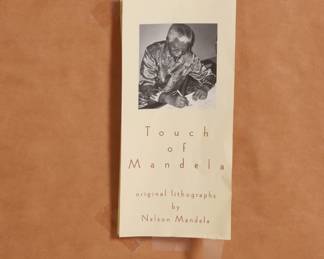 Touch
of
Mandela
original lithographs
by
Nelson Mandela